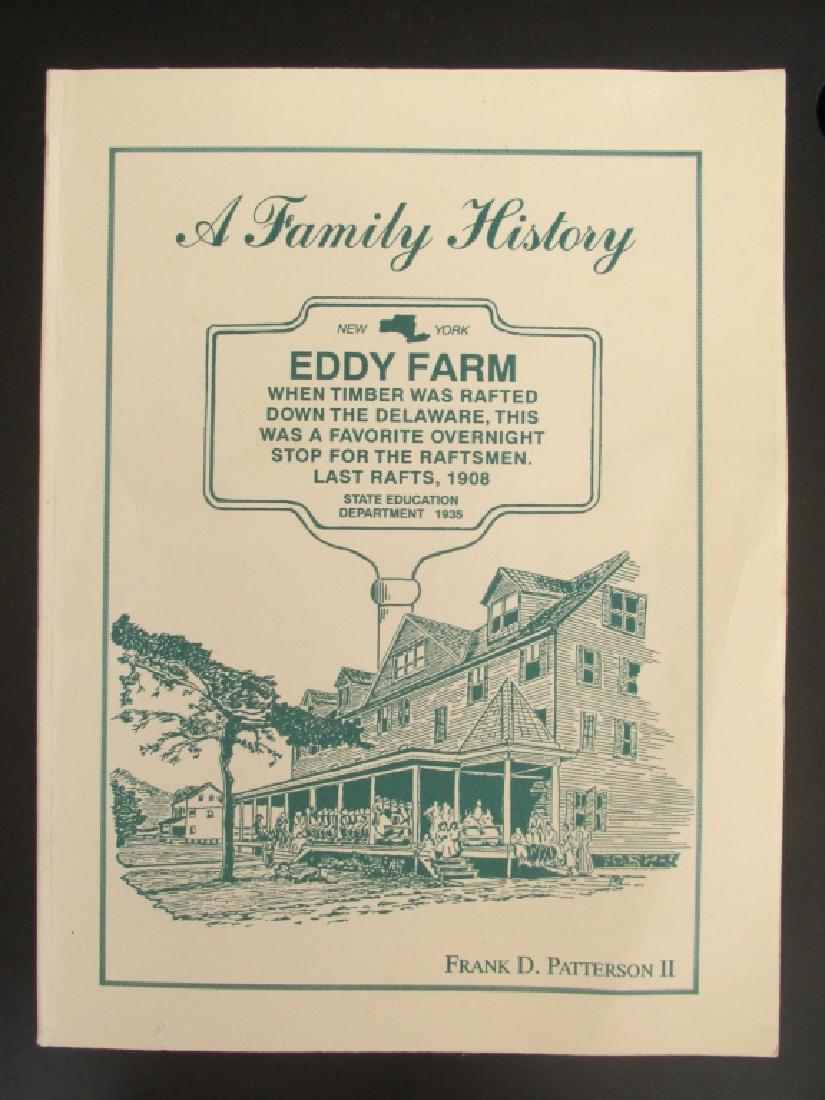 A Family History
NEW YORK
EDDY FARM
WHEN TIMBER WAS RAFTED
DOWN THE DELAWARE, THIS
WAS A FAVORITE OVERNIGHT
STOP FOR THE RAFTSMEN.
LAST RAFTS, 1908
STATE EDUCATION
DEPARTMENT 1935
FRANK D. PATTERSON II